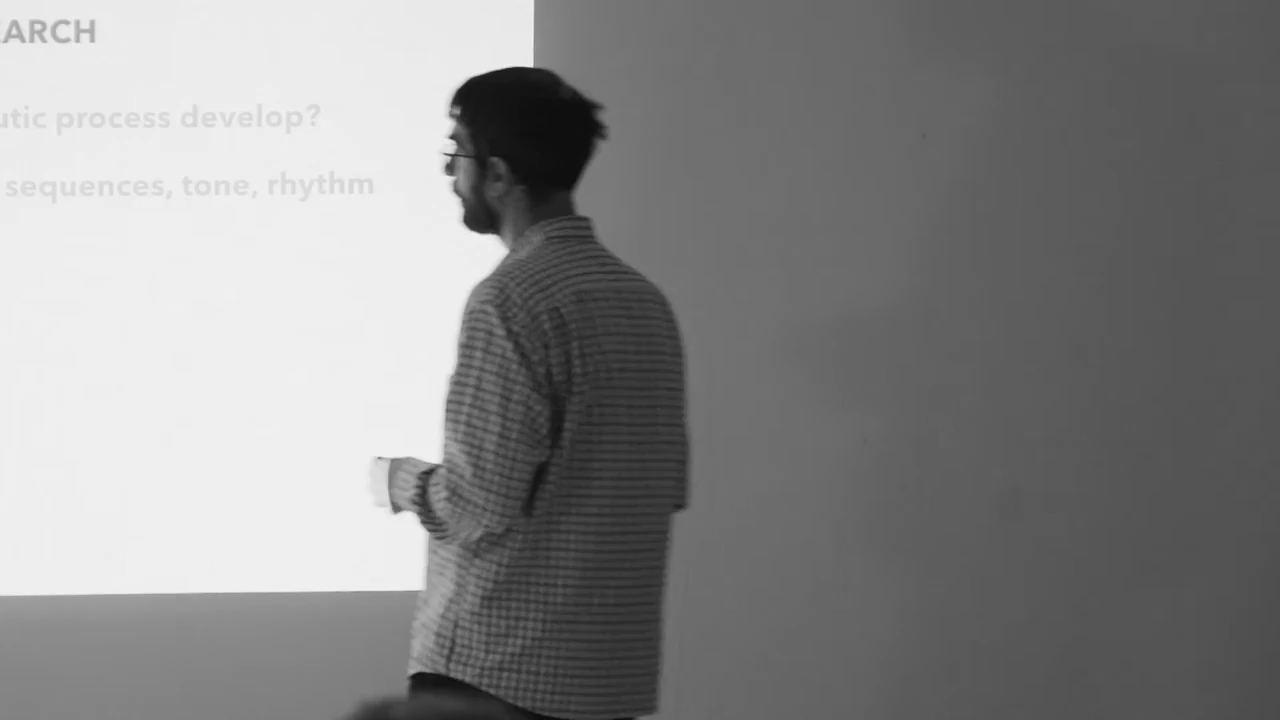 ARCH
utic process develop?
sequences, tone, rhythm